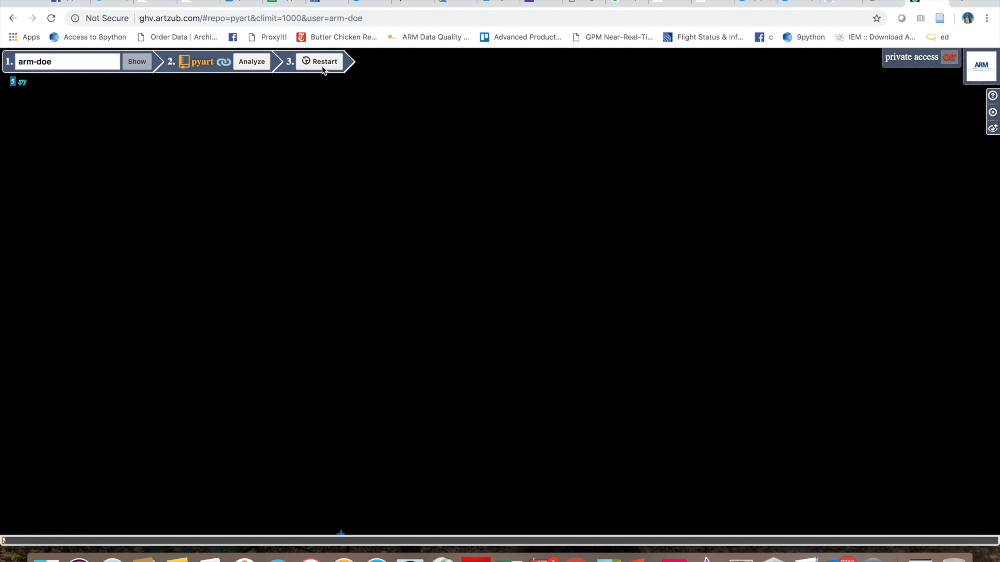 Not Secure | ghv.artzub.com/#repo=pyart&climit=1000&user=arm-doe
Apps Access to 8python Order Data | Archi... ProxyIt! Butter Chicken Re... ARM Data Quality ... Advanced Product... GPM Near-Real-Ti... Flight Status & Inf... c 9python IEM :: Download A... ed
1. arm-doe Show 2. pyart Analyze 3. Restart private access Off ARM
5 .py